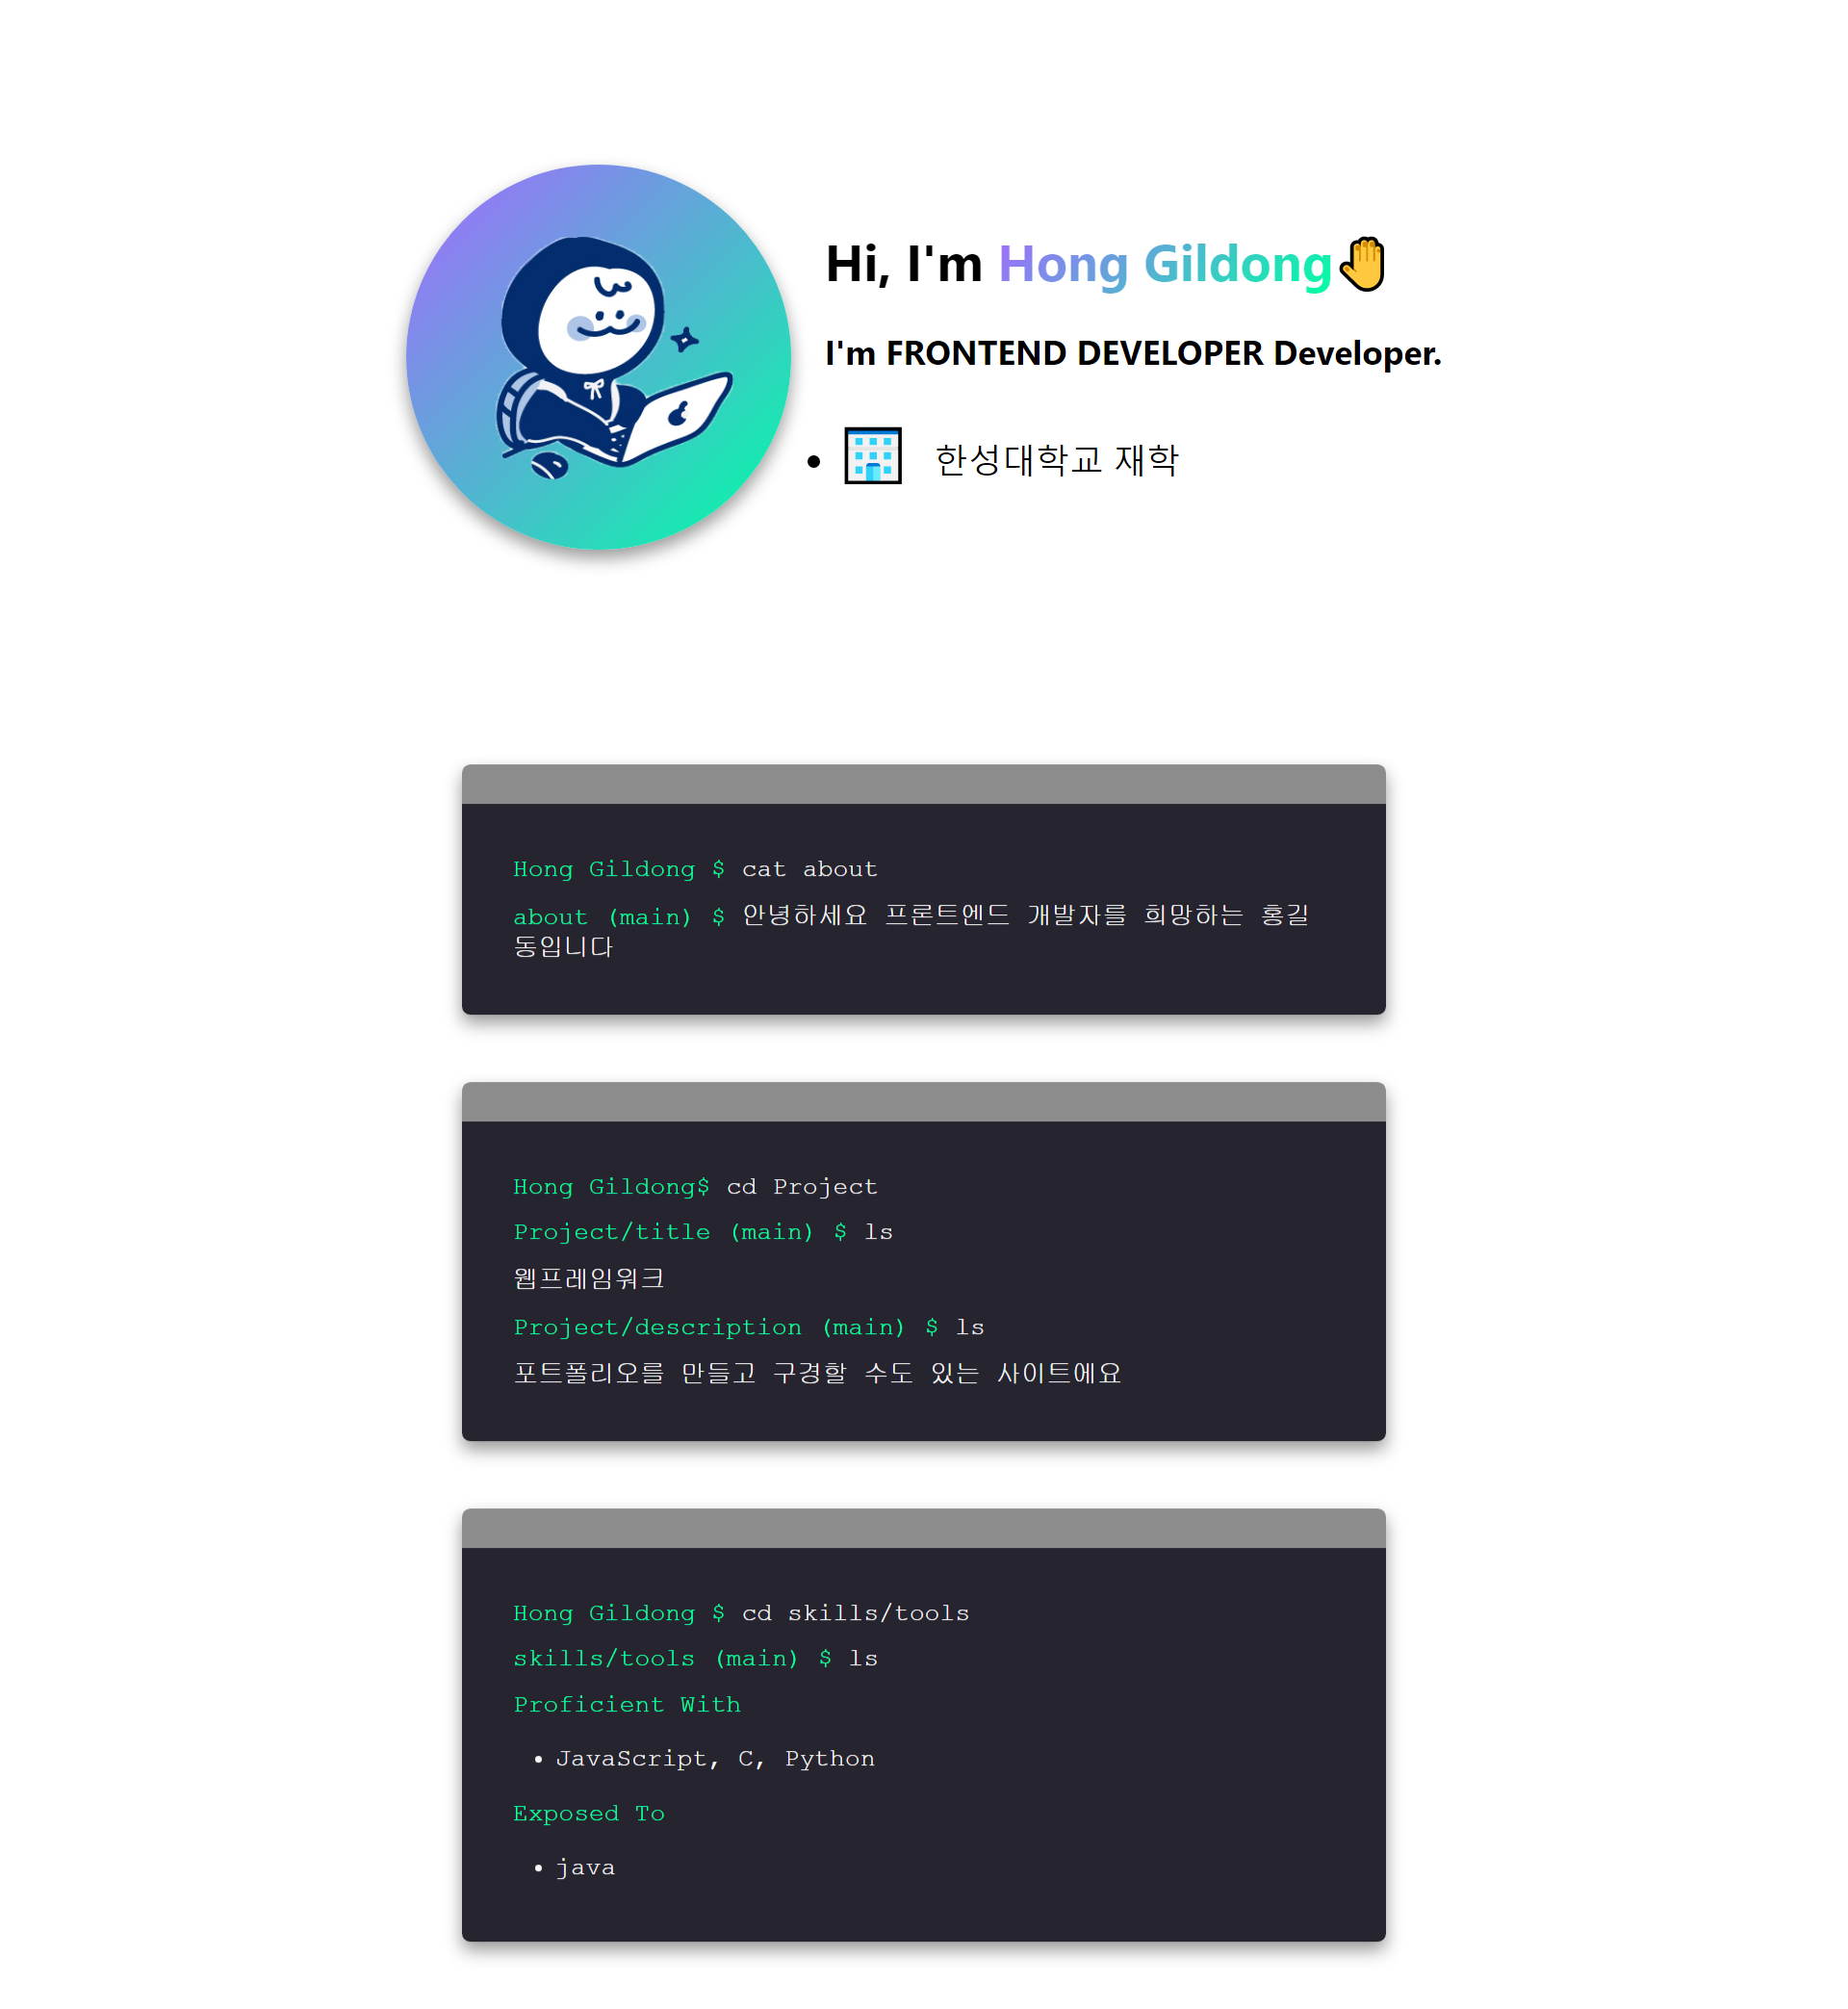 Hi, I'm Hong Gildong🤚
I'm FRONTEND DEVELOPER Developer.
한성대학교 재학
Hong Gildong $ cat about
about (main) $ 안녕하세요 프론트엔드 개발자를 희망하는 홍길
동입니다
Hong Gildong$ cd Project
Project/title (main) $ ls
웹프레임워크
Project/description (main) $ ls
포트폴리오를 만들고 구경할 수도 있는 사이트에요
Hong Gildong $ cd skills/tools
skills/tools (main) $ ls
Proficient With
JavaScript, C, Python
Exposed To
java